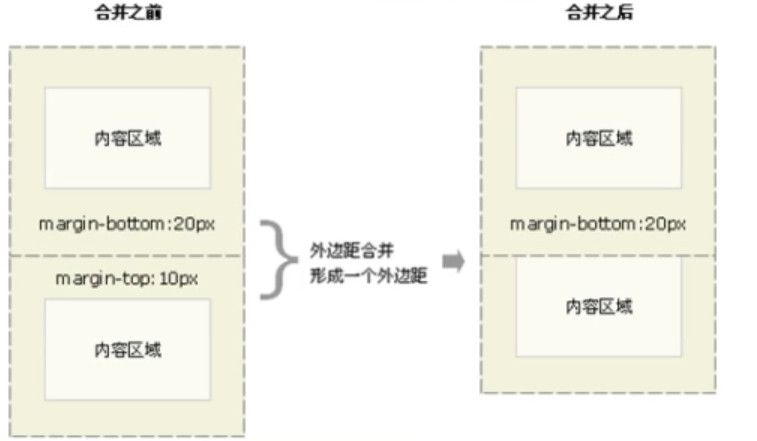 合并之前
合并之后
内容区域
margin-bottom:20px
margin-top:10px
内容区域
外边距合并
形成一个外边距
内容区域
margin-bottom:20px
内容区域